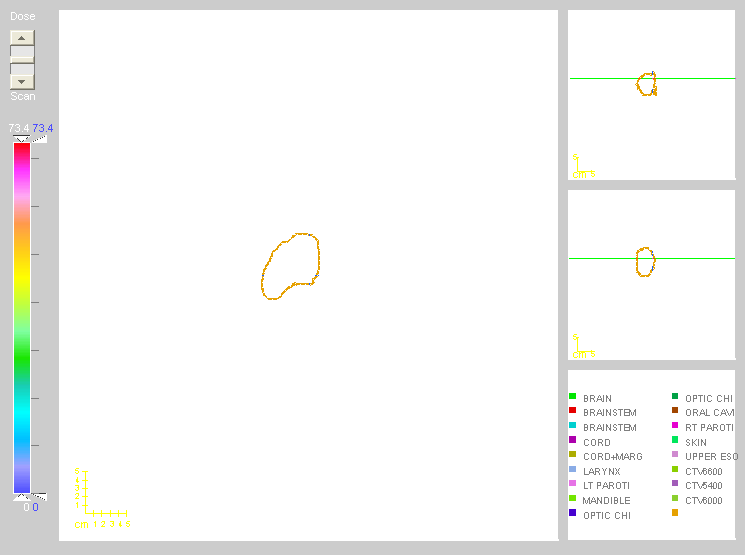 Dose
Scan
73.4 73.4
0 0
5
4
3
2
1
cm 1 2 3 4 5
5
cm 5
5
cm 5
BRAIN
BRAINSTEM
BRAINSTEM
CORD
CORD+MARG
LARYNX
LT PAROTI
MANDIBLE
OPTIC CHI
OPTIC CHI
ORAL CAVI
RT PAROTI
SKIN
UPPER ESO
CTV6600
CTV5400
CTV6000